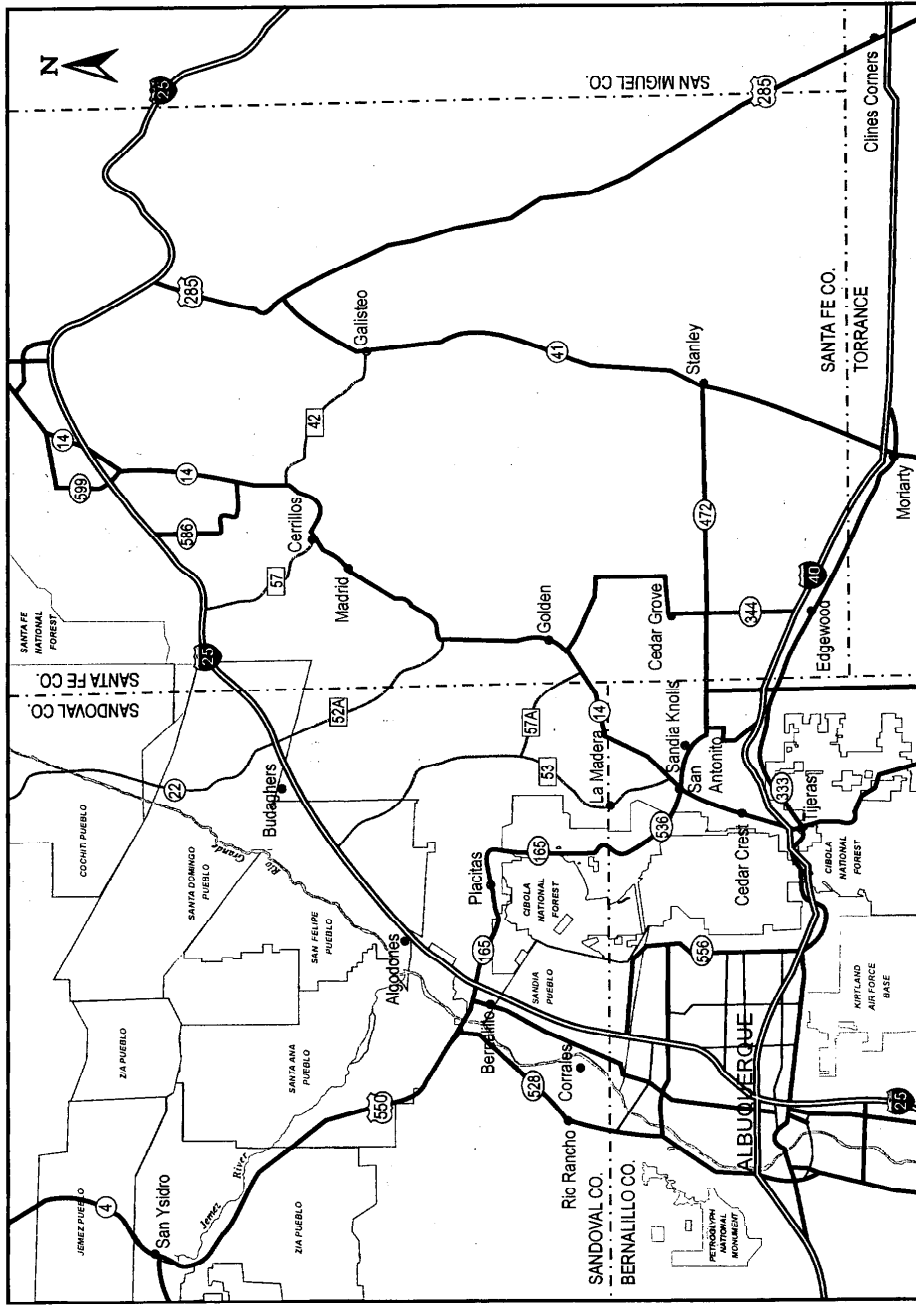 N
25
SAN MIGUEL CO.
285
Clines Corners
285
Galisteo
41
Stanley
SANTA FE CO.
TORRANCE
14
599
14
586
42
Cerrillos
57
Madrid
472
Moriarty
40
344
Edgewood
Cedar Grove
Golden
SANTA FE
NATIONAL
FOREST
SANTA FE CO.
SANDOVAL CO.
25
52A
57A
14
53
La Madera
Sandia Knolls
San
Antonito
22
Budaghers
COCHITI PUEBLO
Rio
Grande
SANTA DOMINGO
PUEBLO
SAN FELIPE
PUEBLO
Algodones
Placitas
165
165
536
CIBOLA
NATIONAL
FOREST
Cedar Crest
333
Tijeras
CIBOLA
NATIONAL
FOREST
556
SANDIA
PUEBLO
KIRTLAND
AIR FORCE
BASE
ZIA PUEBLO
SANTA ANA
PUEBLO
Bernalillo
550
528
Corrales
Rio Rancho
ALBUQUERQUE
25
JEMEZ PUEBLO
4
San Ysidro
Jemez
River
ZIA PUEBLO
SANDOVAL CO.
BERNALILLO CO.
PETROGLYPH
NATIONAL
MONUMENT